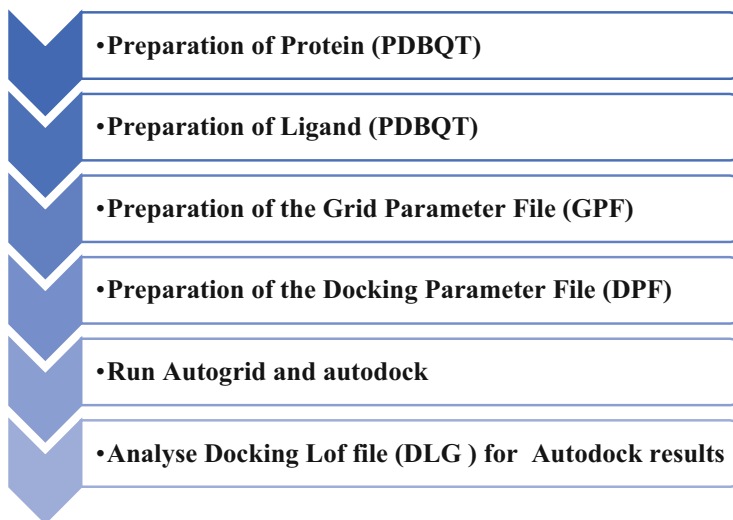 •Preparation of Protein (PDBQT)
•Preparation of Ligand (PDBQT)
•Preparation of the Grid Parameter File (GPF)
•Preparation of the Docking Parameter File (DPF)
•Run Autogrid and autodock
•Analyse Docking Lof file (DLG ) for Autodock results